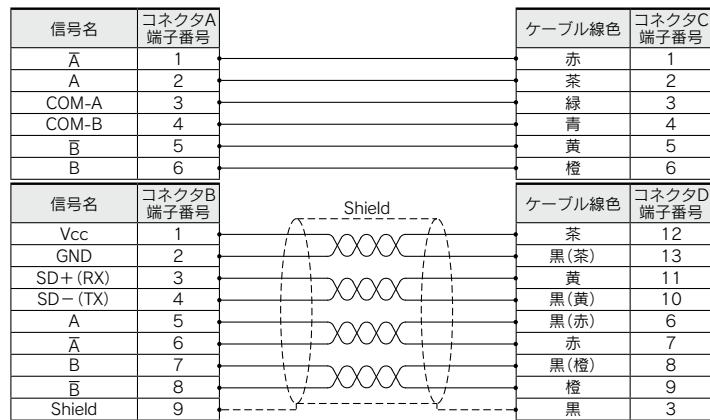 信号名 コネクタA端子番号 ケーブル線色 コネクタC端子番号
A̅ 1 赤 1
A 2 茶 2
COM-A 3 緑 3
COM-B 4 青 4
B̅ 5 黄 5
B 6 橙 6
信号名 コネクタB端子番号 Shield ケーブル線色 コネクタD端子番号
Vcc 1 茶 12
GND 2 黒(茶) 13
SD+(RX) 3 黄 11
SD-(TX) 4 黒(黄) 10
A 5 黒(赤) 6
A̅ 6 赤 7
B 7 黒(橙) 8
B̅ 8 橙 9
Shield 9 黒 3